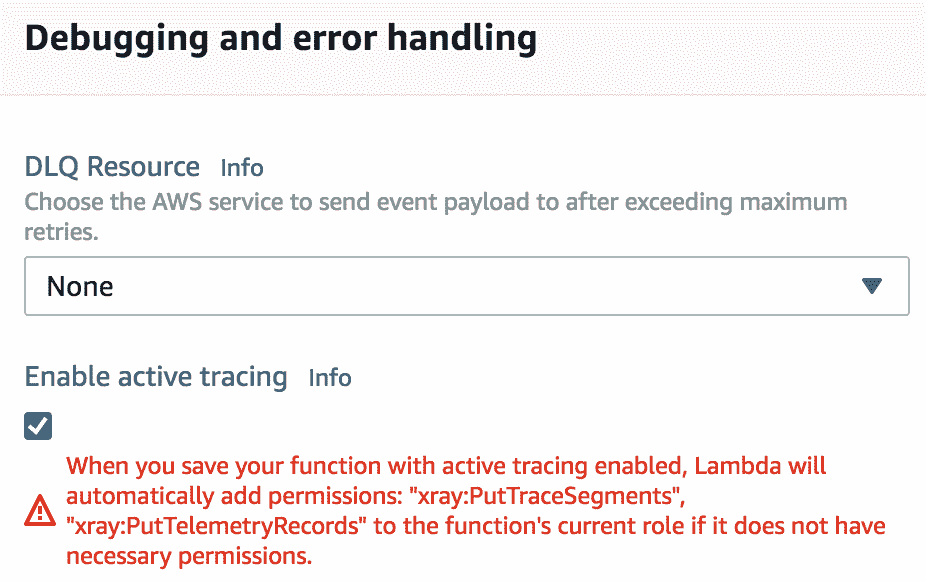 Debugging and error handling
DLQ Resource Info
Choose the AWS service to send event payload to after exceeding maximum
retries.
None
Enable active tracing Info
When you save your function with active tracing enabled, Lambda will
automatically add permissions: "xray:PutTraceSegments",
"xray:PutTelemetryRecords" to the function's current role if it does not have
necessary permissions.